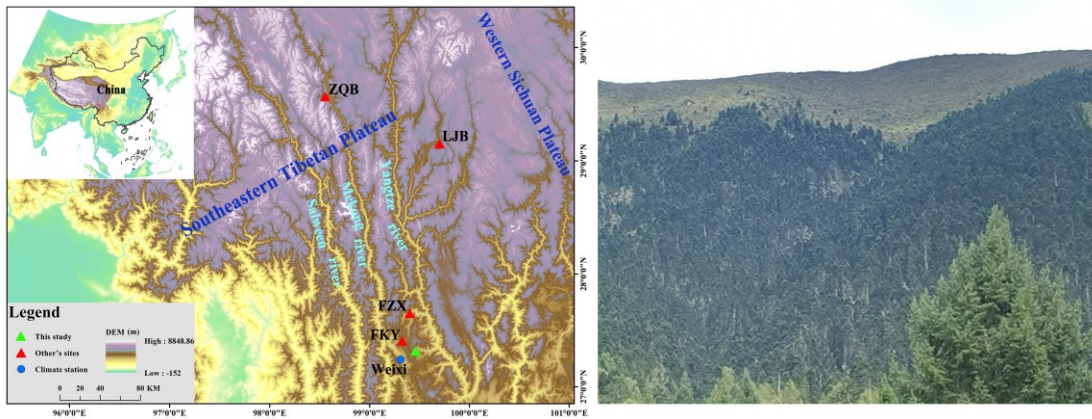 China
ZQB
LJB
Western Sichuan Plateau
Southeastern Tibetan Plateau
Salween river
Mekong river
Yangtze river
FZX
FKY
Weixi
Legend
This study
Other's sites
Climate station
DEM (m)
High : 8848.86
Low : -152
0 20 40 80 KM
96°0'0"E 97°0'0"E 98°0'0"E 99°0'0"E 100°0'0"E 101°0'0"E
30°0'0"N
29°0'0"N
28°0'0"N
27°0'0"N